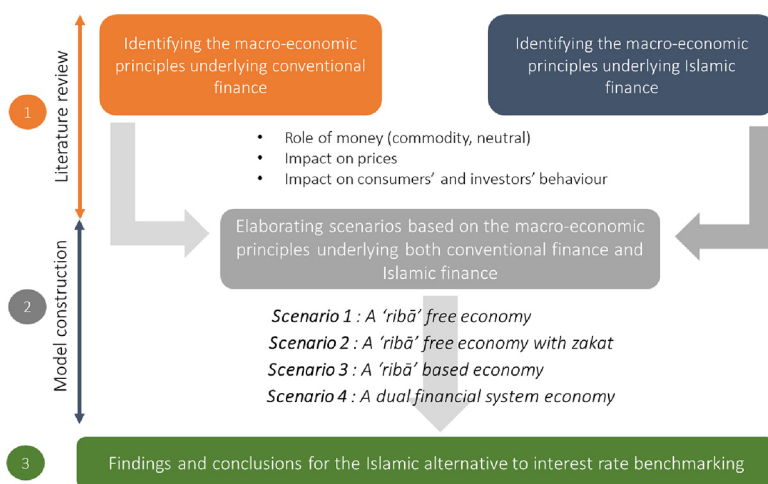 Identifying the macro-economic
principles underlying conventional
finance
Identifying the macro-economic
principles underlying Islamic
finance
1
Literature review
• Role of money (commodity, neutral)
• Impact on prices
• Impact on consumers’ and investors’ behaviour
Elaborating scenarios based on the macro-economic
principles underlying both conventional finance and
Islamic finance
2
Model construction
Scenario 1 : A ‘ribā’ free economy
Scenario 2 : A ‘ribā’ free economy with zakat
Scenario 3 : A ‘ribā’ based economy
Scenario 4 : A dual financial system economy
3
Findings and conclusions for the Islamic alternative to interest rate benchmarking